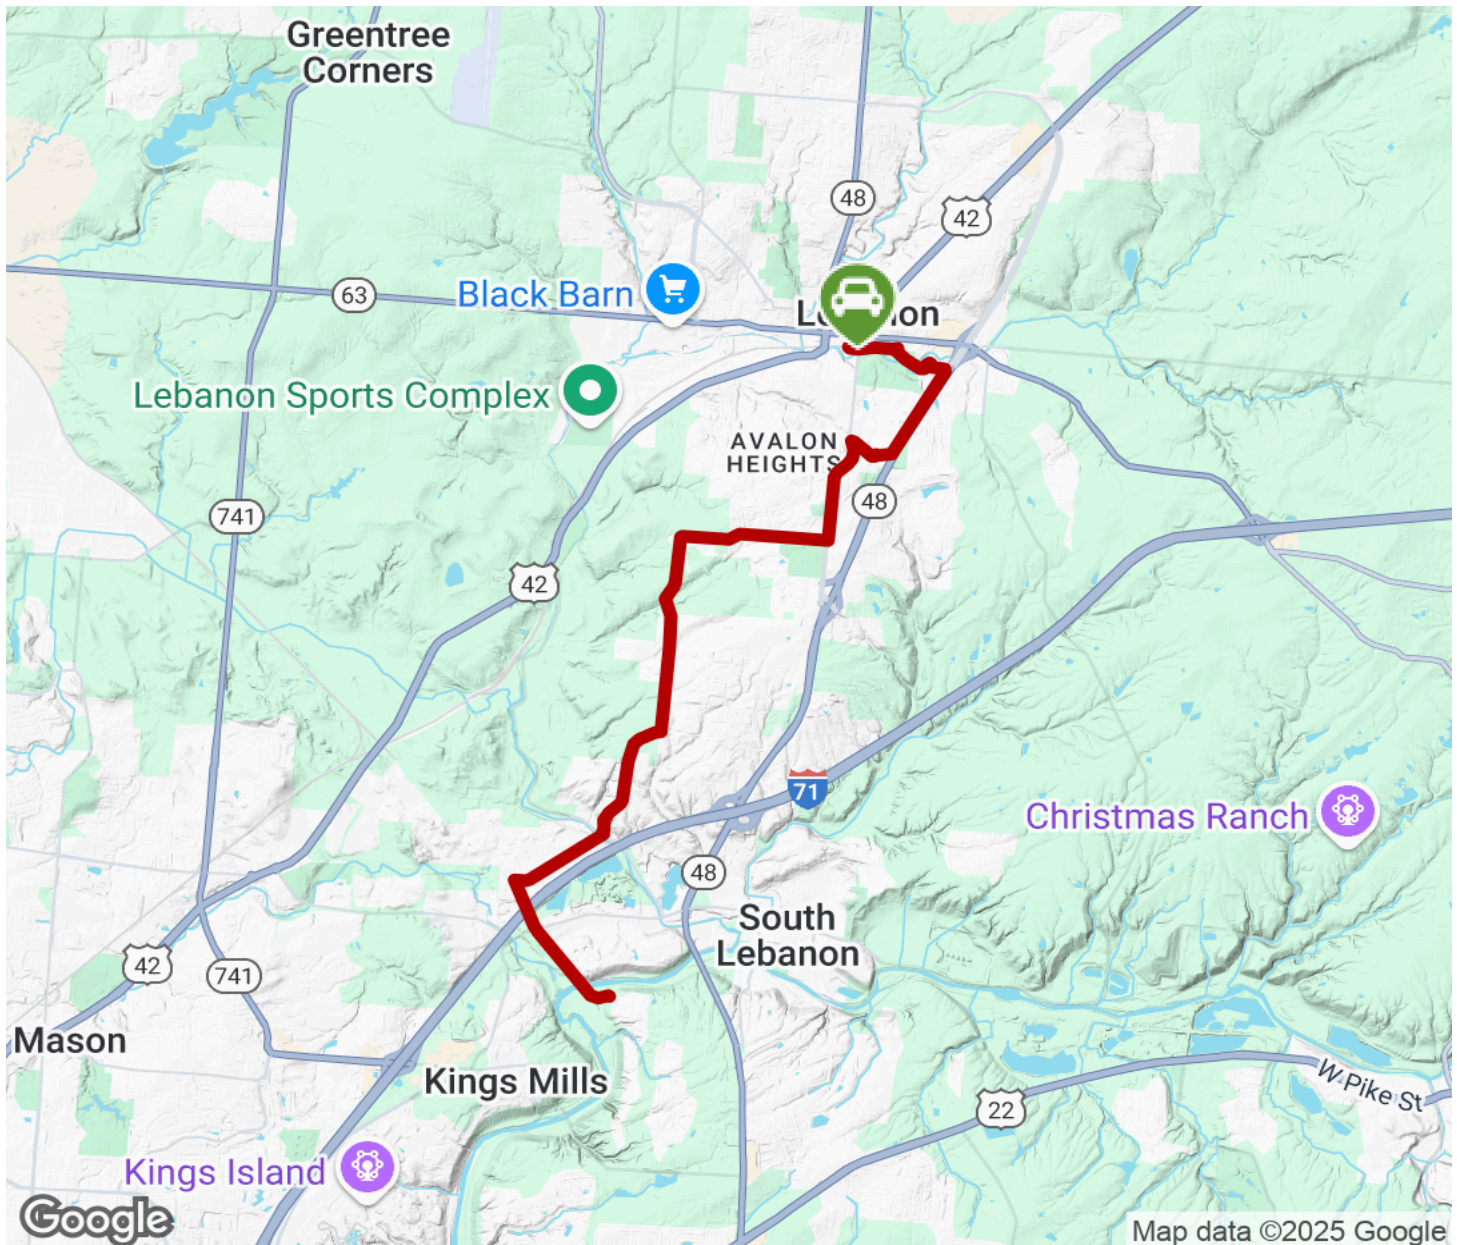 Greentree
Corners
48
42
63
Black Barn
Lebanon Sports Complex
AVALON
HEIGHTS
741
48
42
71
Christmas Ranch
48
South
Lebanon
42
741
Mason
Kings Mills
22
W Pike St
Kings Island
Google
Map data ©2025 Google